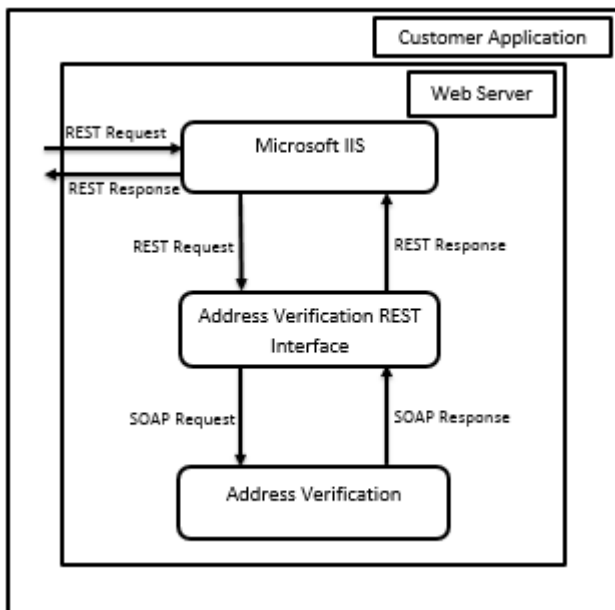 Customer Application
Web Server
REST Request
Microsoft IIS
REST Response
REST Request
REST Response
Address Verification REST
Interface
SOAP Request
SOAP Response
Address Verification